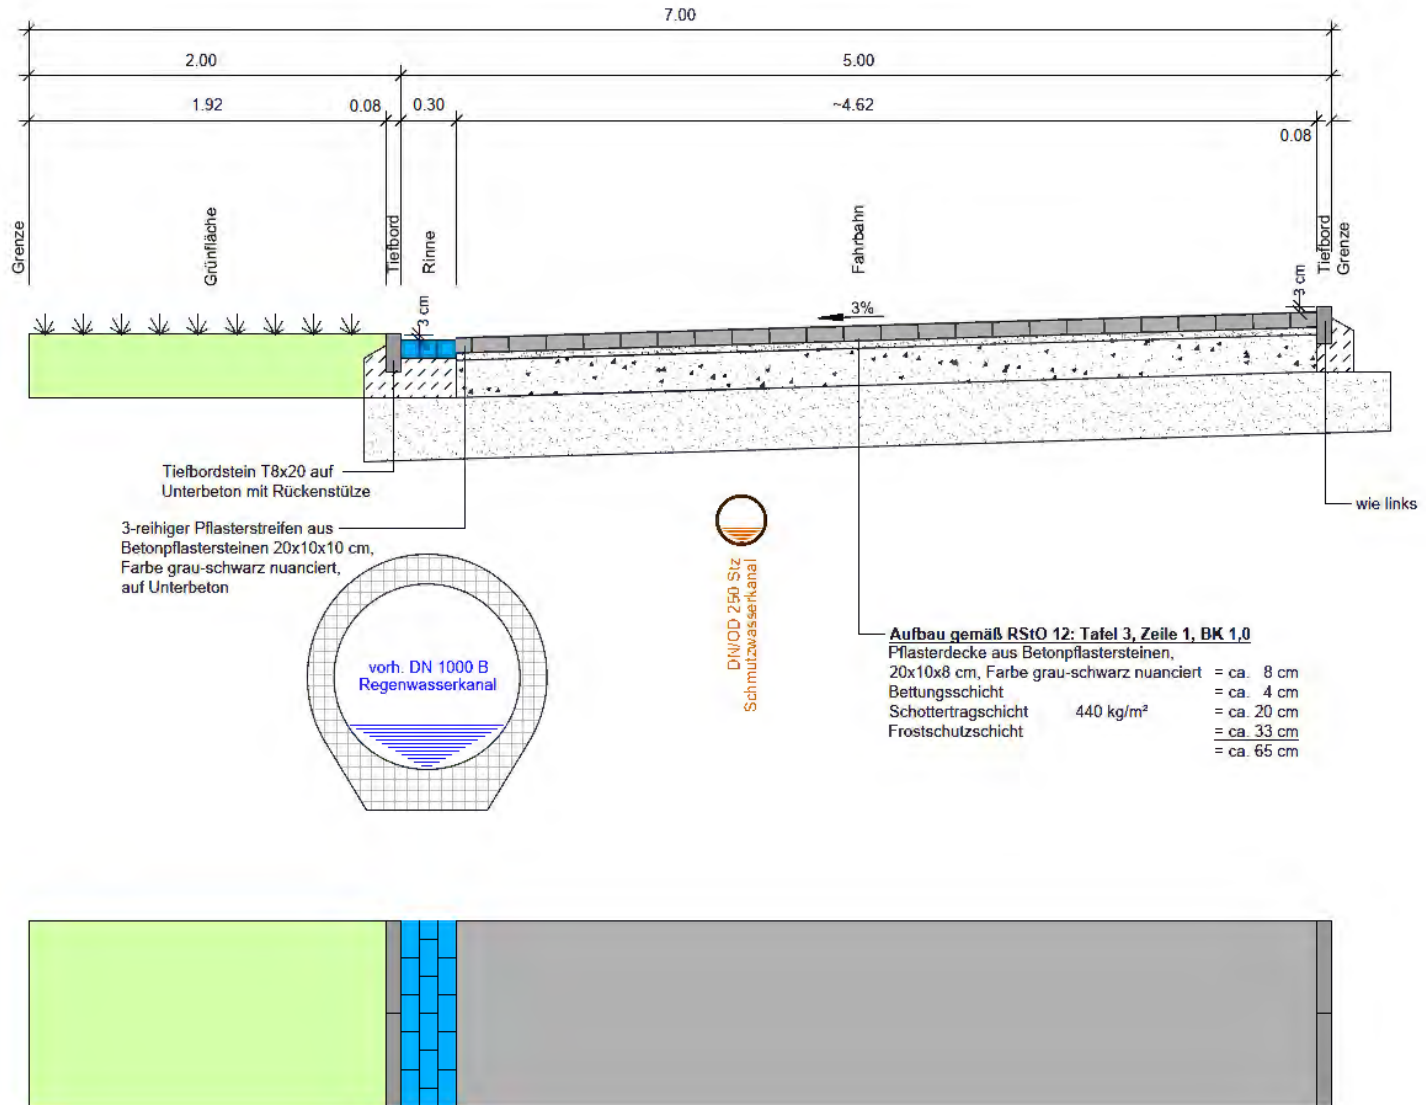 7.00
2.00
5.00
1.92
0.08
0.30
~4.62
0.08
Grenze
Grünfläche
Tiefbord
Rinne
Fahrbahn
Tiefbord
Grenze
3 cm
3%
3 cm
Tiefbordstein T8x20 auf
Unterbeton mit Rückenstütze
wie links
3-reihiger Pflasterstreifen aus
Betonpflastersteinen 20x10x10 cm,
Farbe grau-schwarz nuanciert,
auf Unterbeton
DN/OD 250 Stz
Schmutzwasserkanal
vorh. DN 1000 B
Regenwasserkanal
Aufbau gemäß RStO 12: Tafel 3, Zeile 1, BK 1,0
Pflasterdecke aus Betonpflastersteinen,
20x10x8 cm, Farbe grau-schwarz nuanciert = ca. 8 cm
Bettungsschicht = ca. 4 cm
Schottertragschicht 440 kg/m² = ca. 20 cm
Frostschutzschicht = ca. 33 cm
= ca. 65 cm